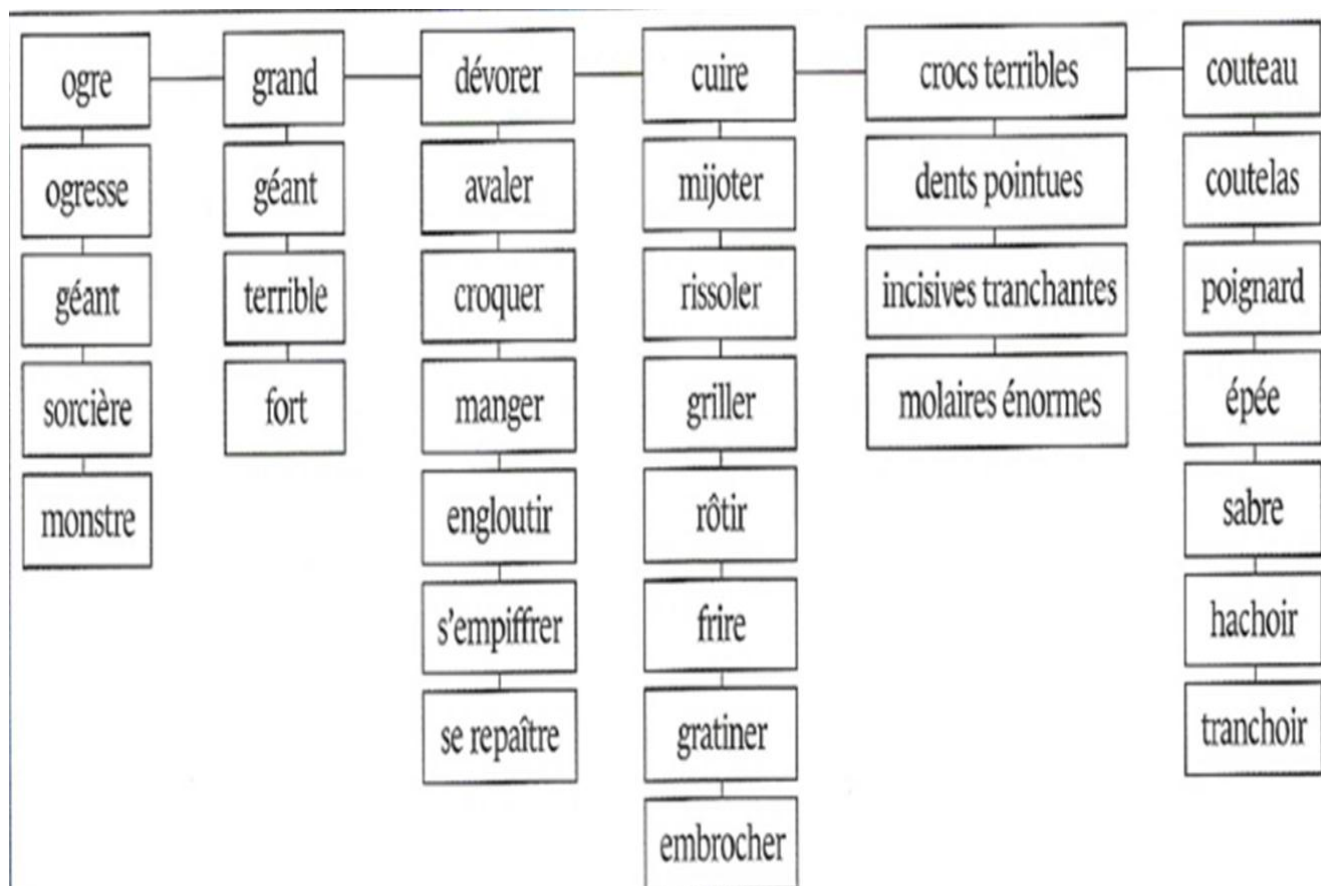 ogre grand dévorer cuire crocs terribles couteau
ogresse géant avaler mijoter dents pointues coutelas
géant terrible croquer rissoler incisives tranchantes poignard
sorcière fort manger griller molaires énormes épée
monstre engloutir rôtir sabre
s'empiffrer frire hachoir
se repaître gratiner tranchoir
embrocher